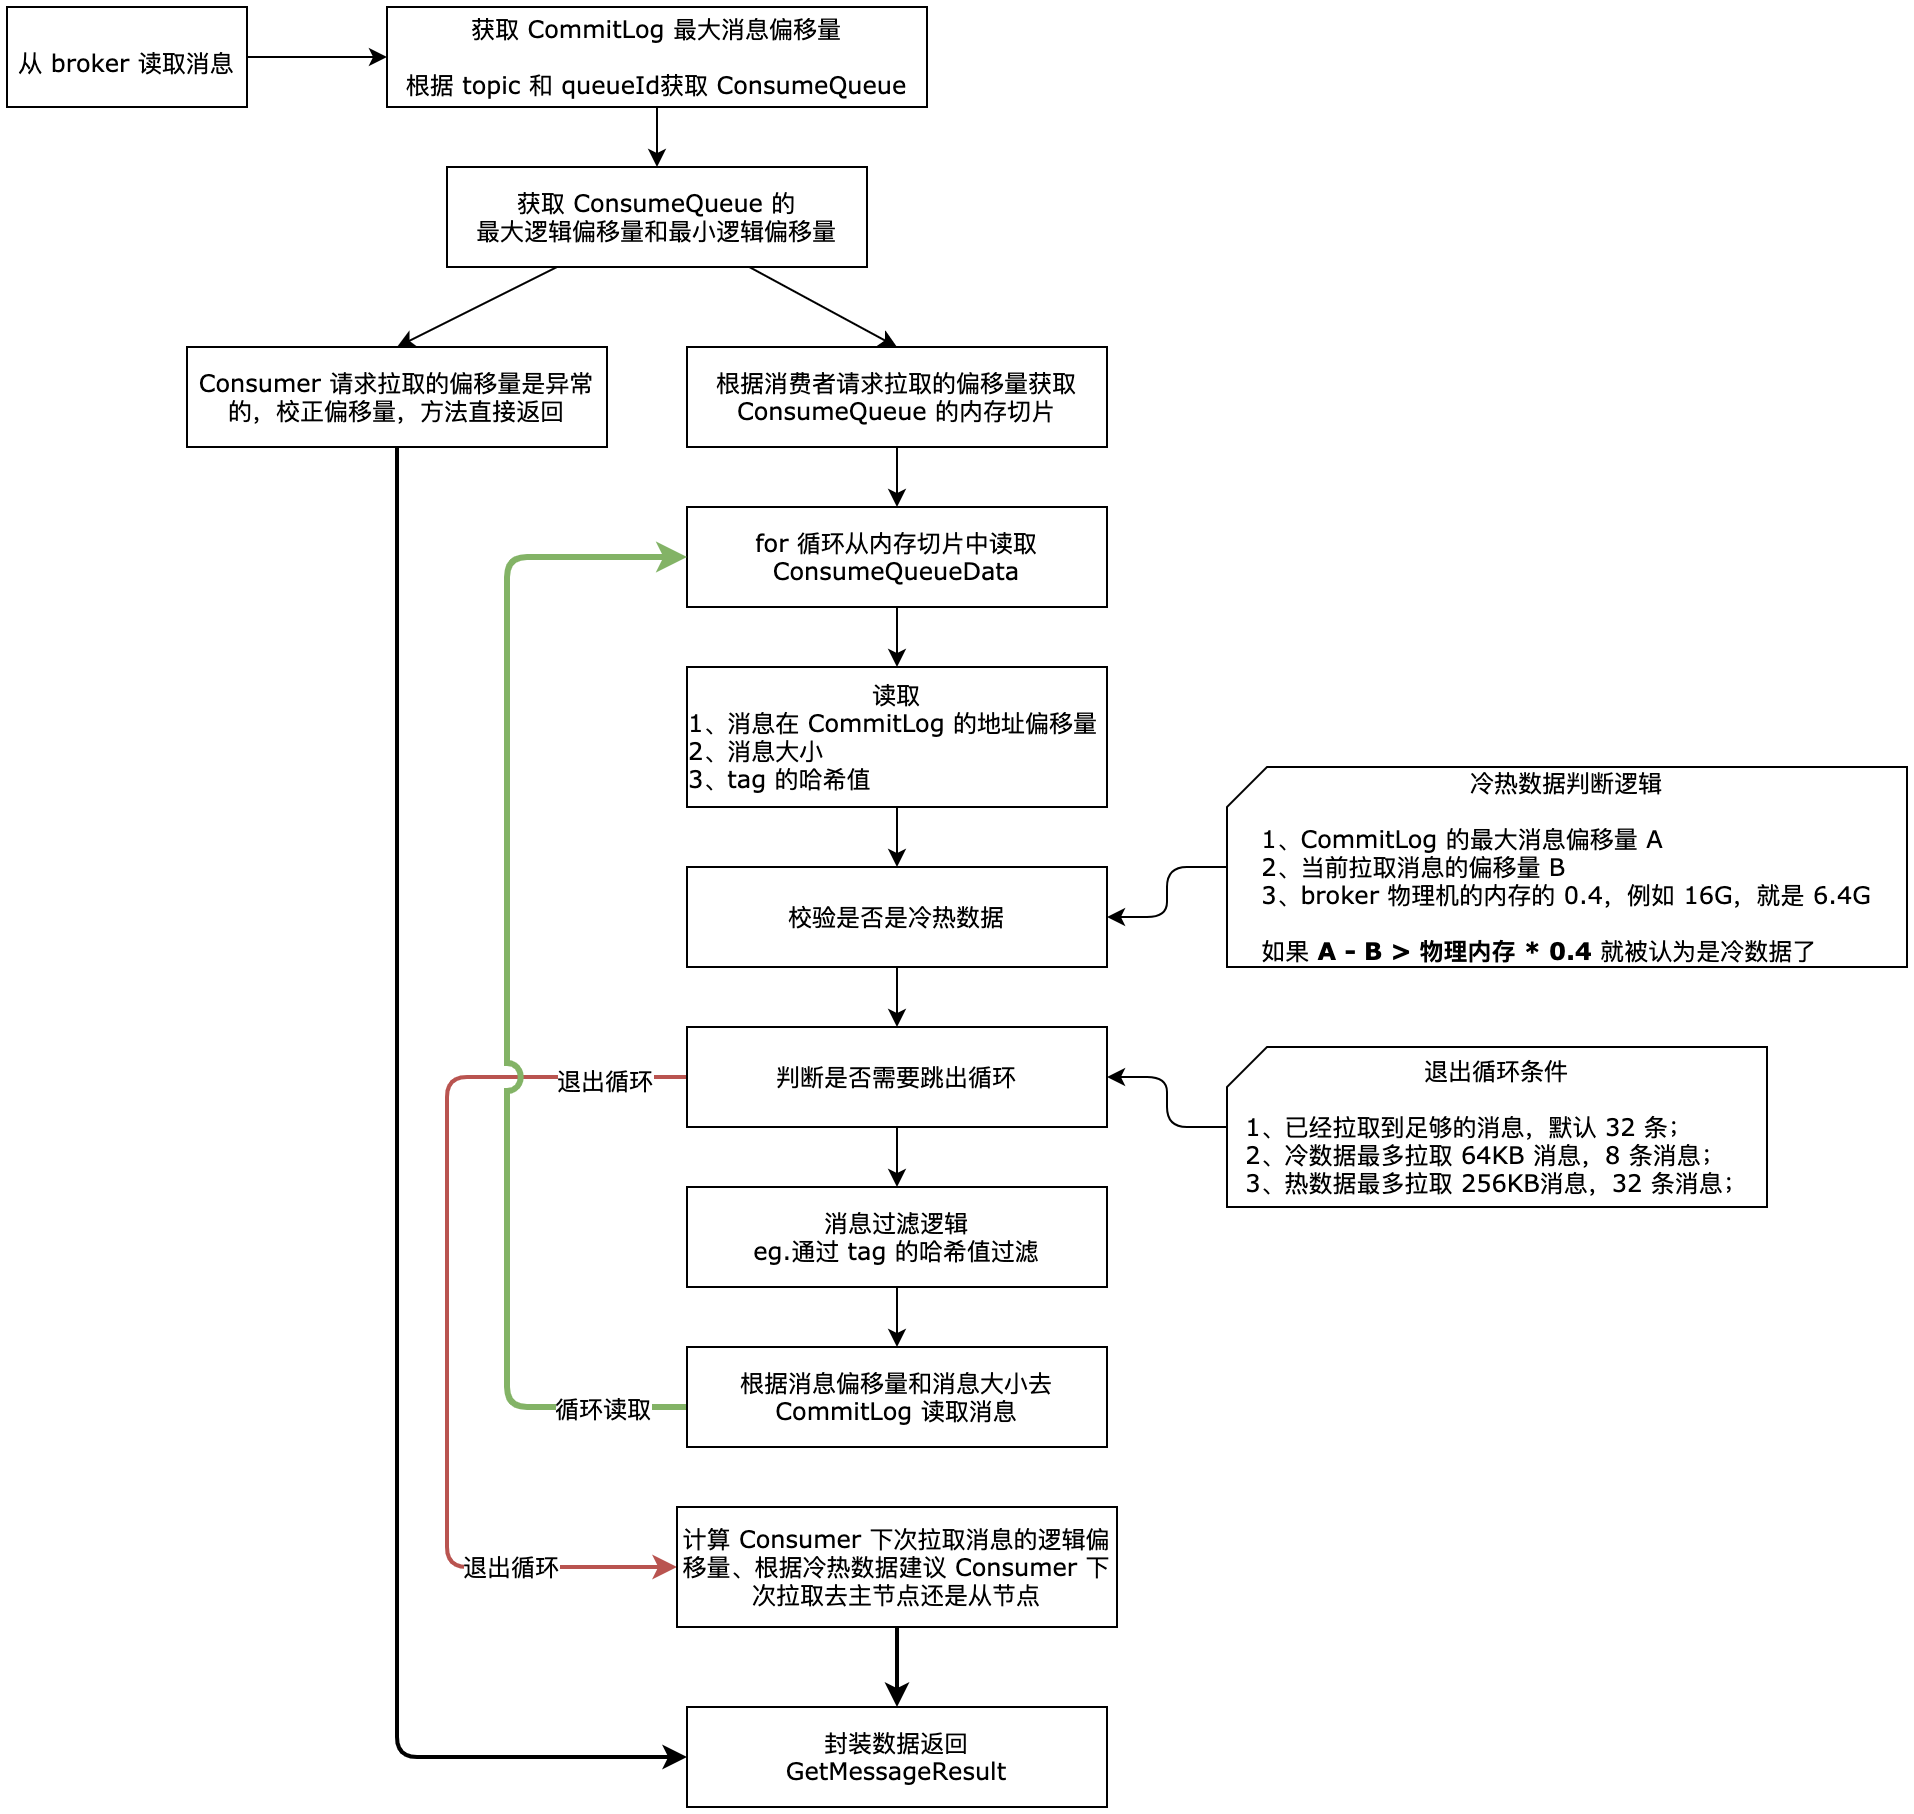 从 broker 读取消息
获取 CommitLog 最大消息偏移量
根据 topic 和 queueId获取 ConsumeQueue
获取 ConsumeQueue 的
最大逻辑偏移量和最小逻辑偏移量
Consumer 请求拉取的偏移量是异常
的，校正偏移量，方法直接返回
根据消费者请求拉取的偏移量获取
ConsumeQueue 的内存切片
for 循环从内存切片中读取
ConsumeQueueData
读取
1、消息在 CommitLog 的地址偏移量
2、消息大小
3、tag 的哈希值
冷热数据判断逻辑
1、CommitLog 的最大消息偏移量 A
2、当前拉取消息的偏移量 B
3、broker 物理机的内存的 0.4，例如 16G，就是 6.4G
如果 A - B > 物理内存 * 0.4 就被认为是冷数据了
校验是否是冷热数据
退出循环
判断是否需要跳出循环
退出循环条件
1、已经拉取到足够的消息，默认 32 条；
2、冷数据最多拉取 64KB 消息，8 条消息；
3、热数据最多拉取 256KB消息，32 条消息；
消息过滤逻辑
eg.通过 tag 的哈希值过滤
循环读取
根据消息偏移量和消息大小去
CommitLog 读取消息
退出循环
计算 Consumer 下次拉取消息的逻辑偏
移量、根据冷热数据建议 Consumer 下
次拉取去主节点还是从节点
封装数据返回
GetMessageResult